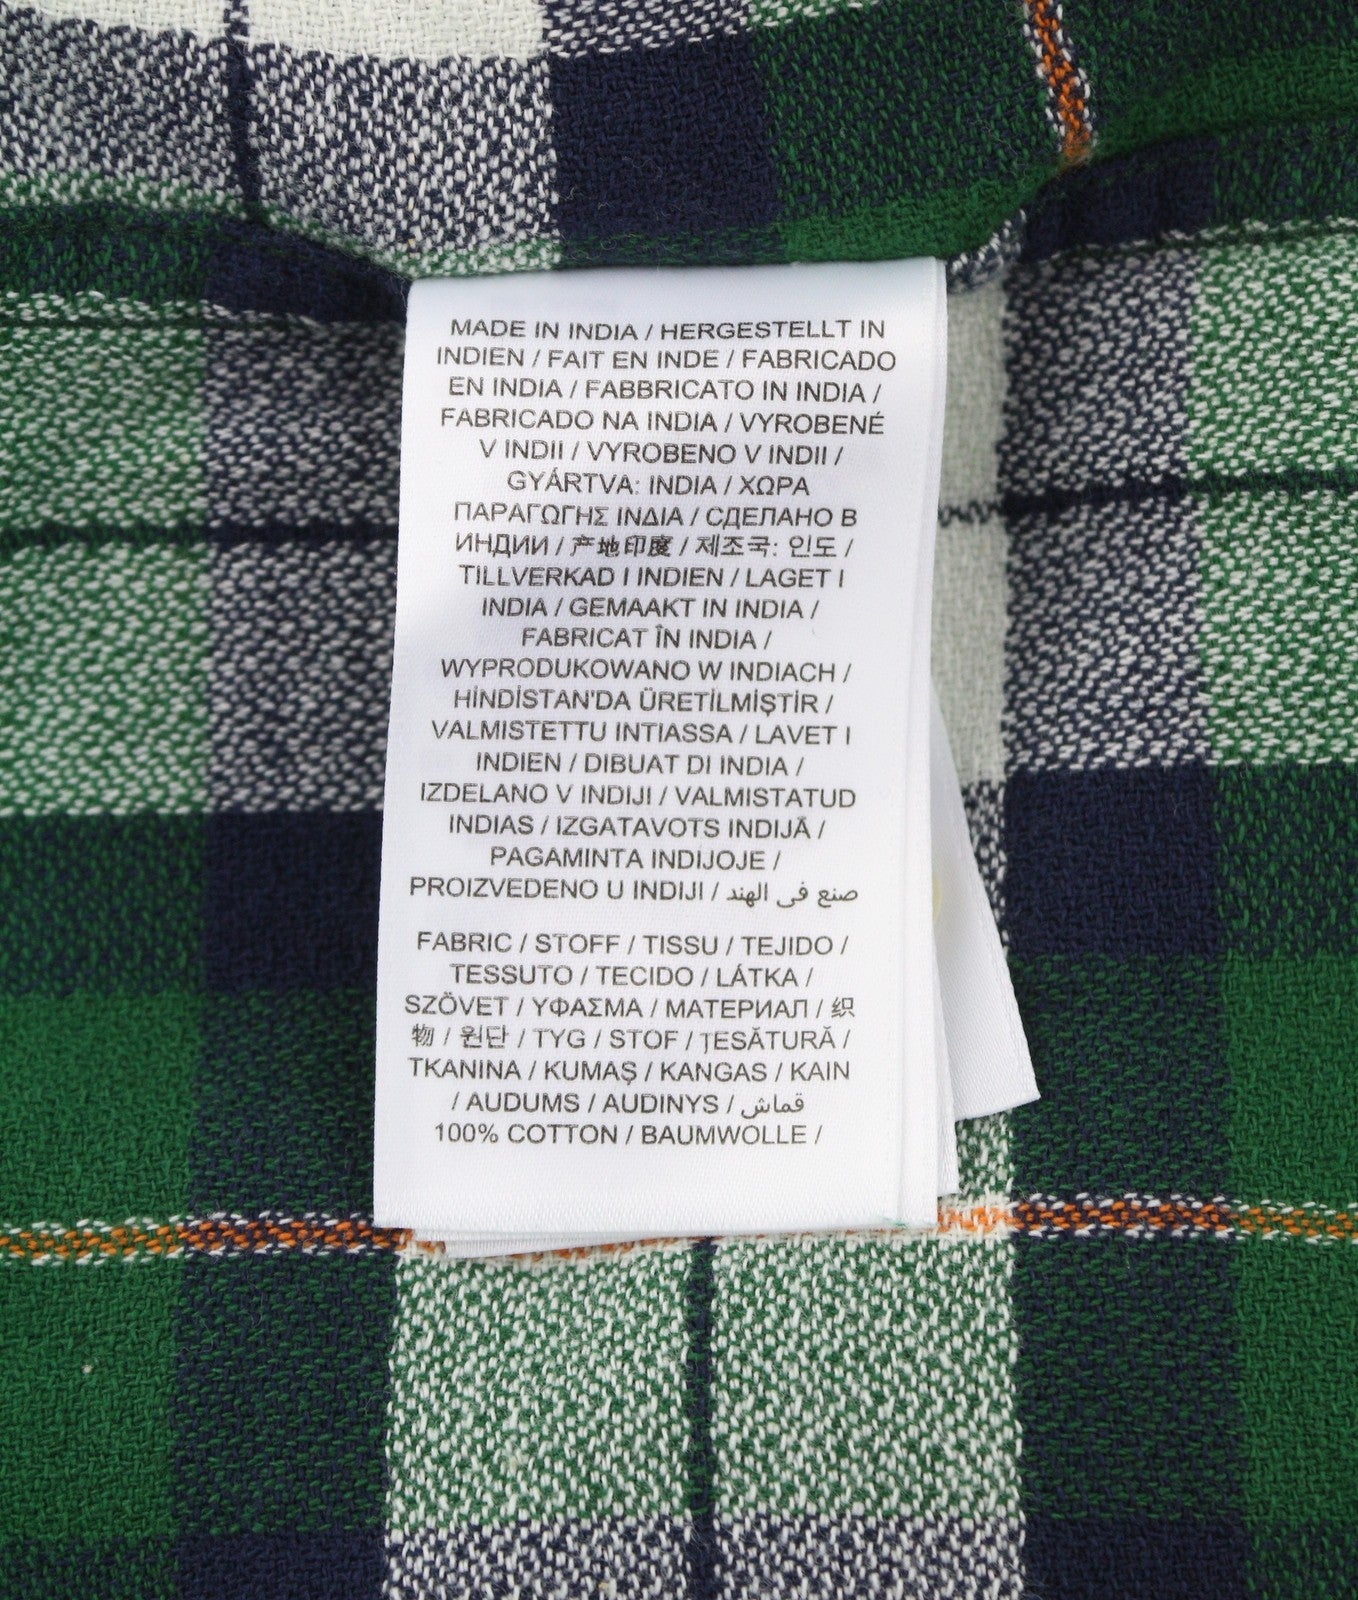 MADE IN INDIA / HERGESTELLT IN
INDIEN / FAIT EN INDE / FABRICADO
EN INDIA / FABBRICATO IN INDIA /
FABRICADO NA INDIA / VYROBENÉ
V INDII / VYROBENO V INDII /
GYÁRTVA: INDIA / ΧΩΡΑ
ΠΑΡΑΓΩΓΗΣ ΙΝΔΙΑ / СДЕЛАНО В
ИНДИИ / 产地印度 / 제조국: 인도 /
TILLVERKAD I INDIEN / LAGET I
INDIA / GEMAAKT IN INDIA /
FABRICAT ÎN INDIA /
WYPRODUKOWANO W INDIACH /
HİNDİSTAN'DA ÜRETİLMİŞTİR /
VALMISTETTU INTIASSA / LAVET I
INDIEN / DIBUAT DI INDIA /
IZDELANO V INDIJI / VALMISTATUD
INDIAS / IZGATAVOTS INDIJĀ /
PAGAMINTA INDIJOJE /
PROIZVEDENO U INDIJI / صنع في الهند
FABRIC / STOFF / TISSU / TEJIDO /
TESSUTO / TECIDO / LÁTKA /
SZÖVET / ΥΦΑΣΜΑ / МАТЕРИАЛ / 织
物 / 원단 / TYG / STOF / ȚESĂTURĂ /
TKANINA / KUMAŞ / KANGAS / KAIN
/ AUDUMS / AUDINYS / قماش
100% COTTON / BAUMWOLLE /